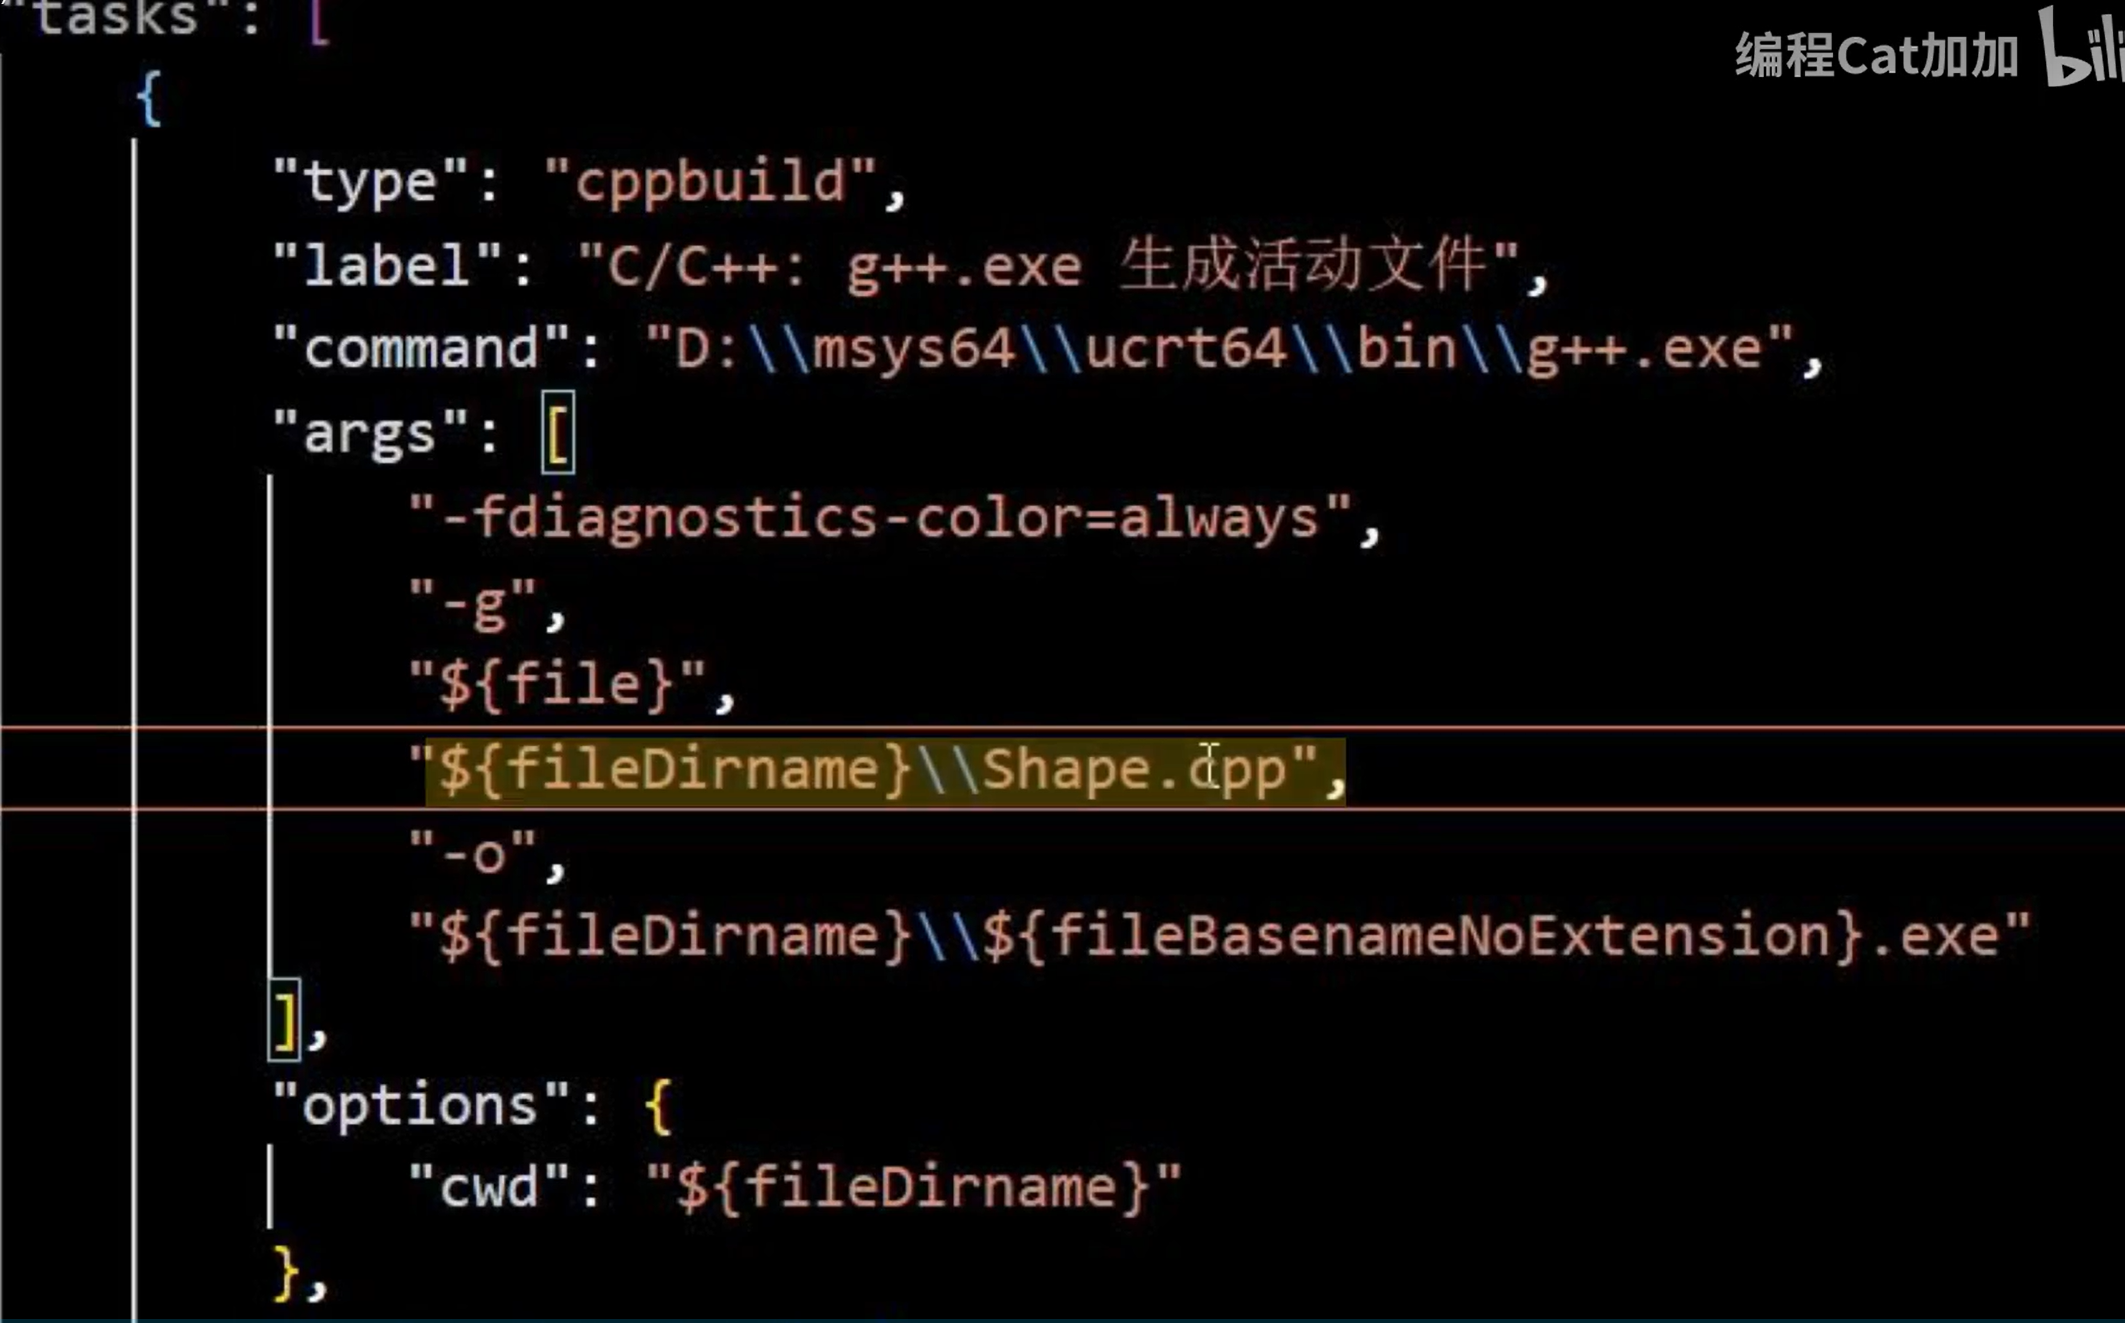 "tasks": [
编程Cat加加 bili
{
"type": "cppbuild",
"label": "C/C++: g++.exe 生成活动文件",
"command": "D:\\msys64\\ucrt64\\bin\\g++.exe",
"args": [
"-fdiagnostics-color=always",
"-g",
"${file}",
"${fileDirname}\\Shape.cpp",
"-o",
"${fileDirname}\\${fileBasenameNoExtension}.exe"
],
"options": {
"cwd": "${fileDirname}"
},